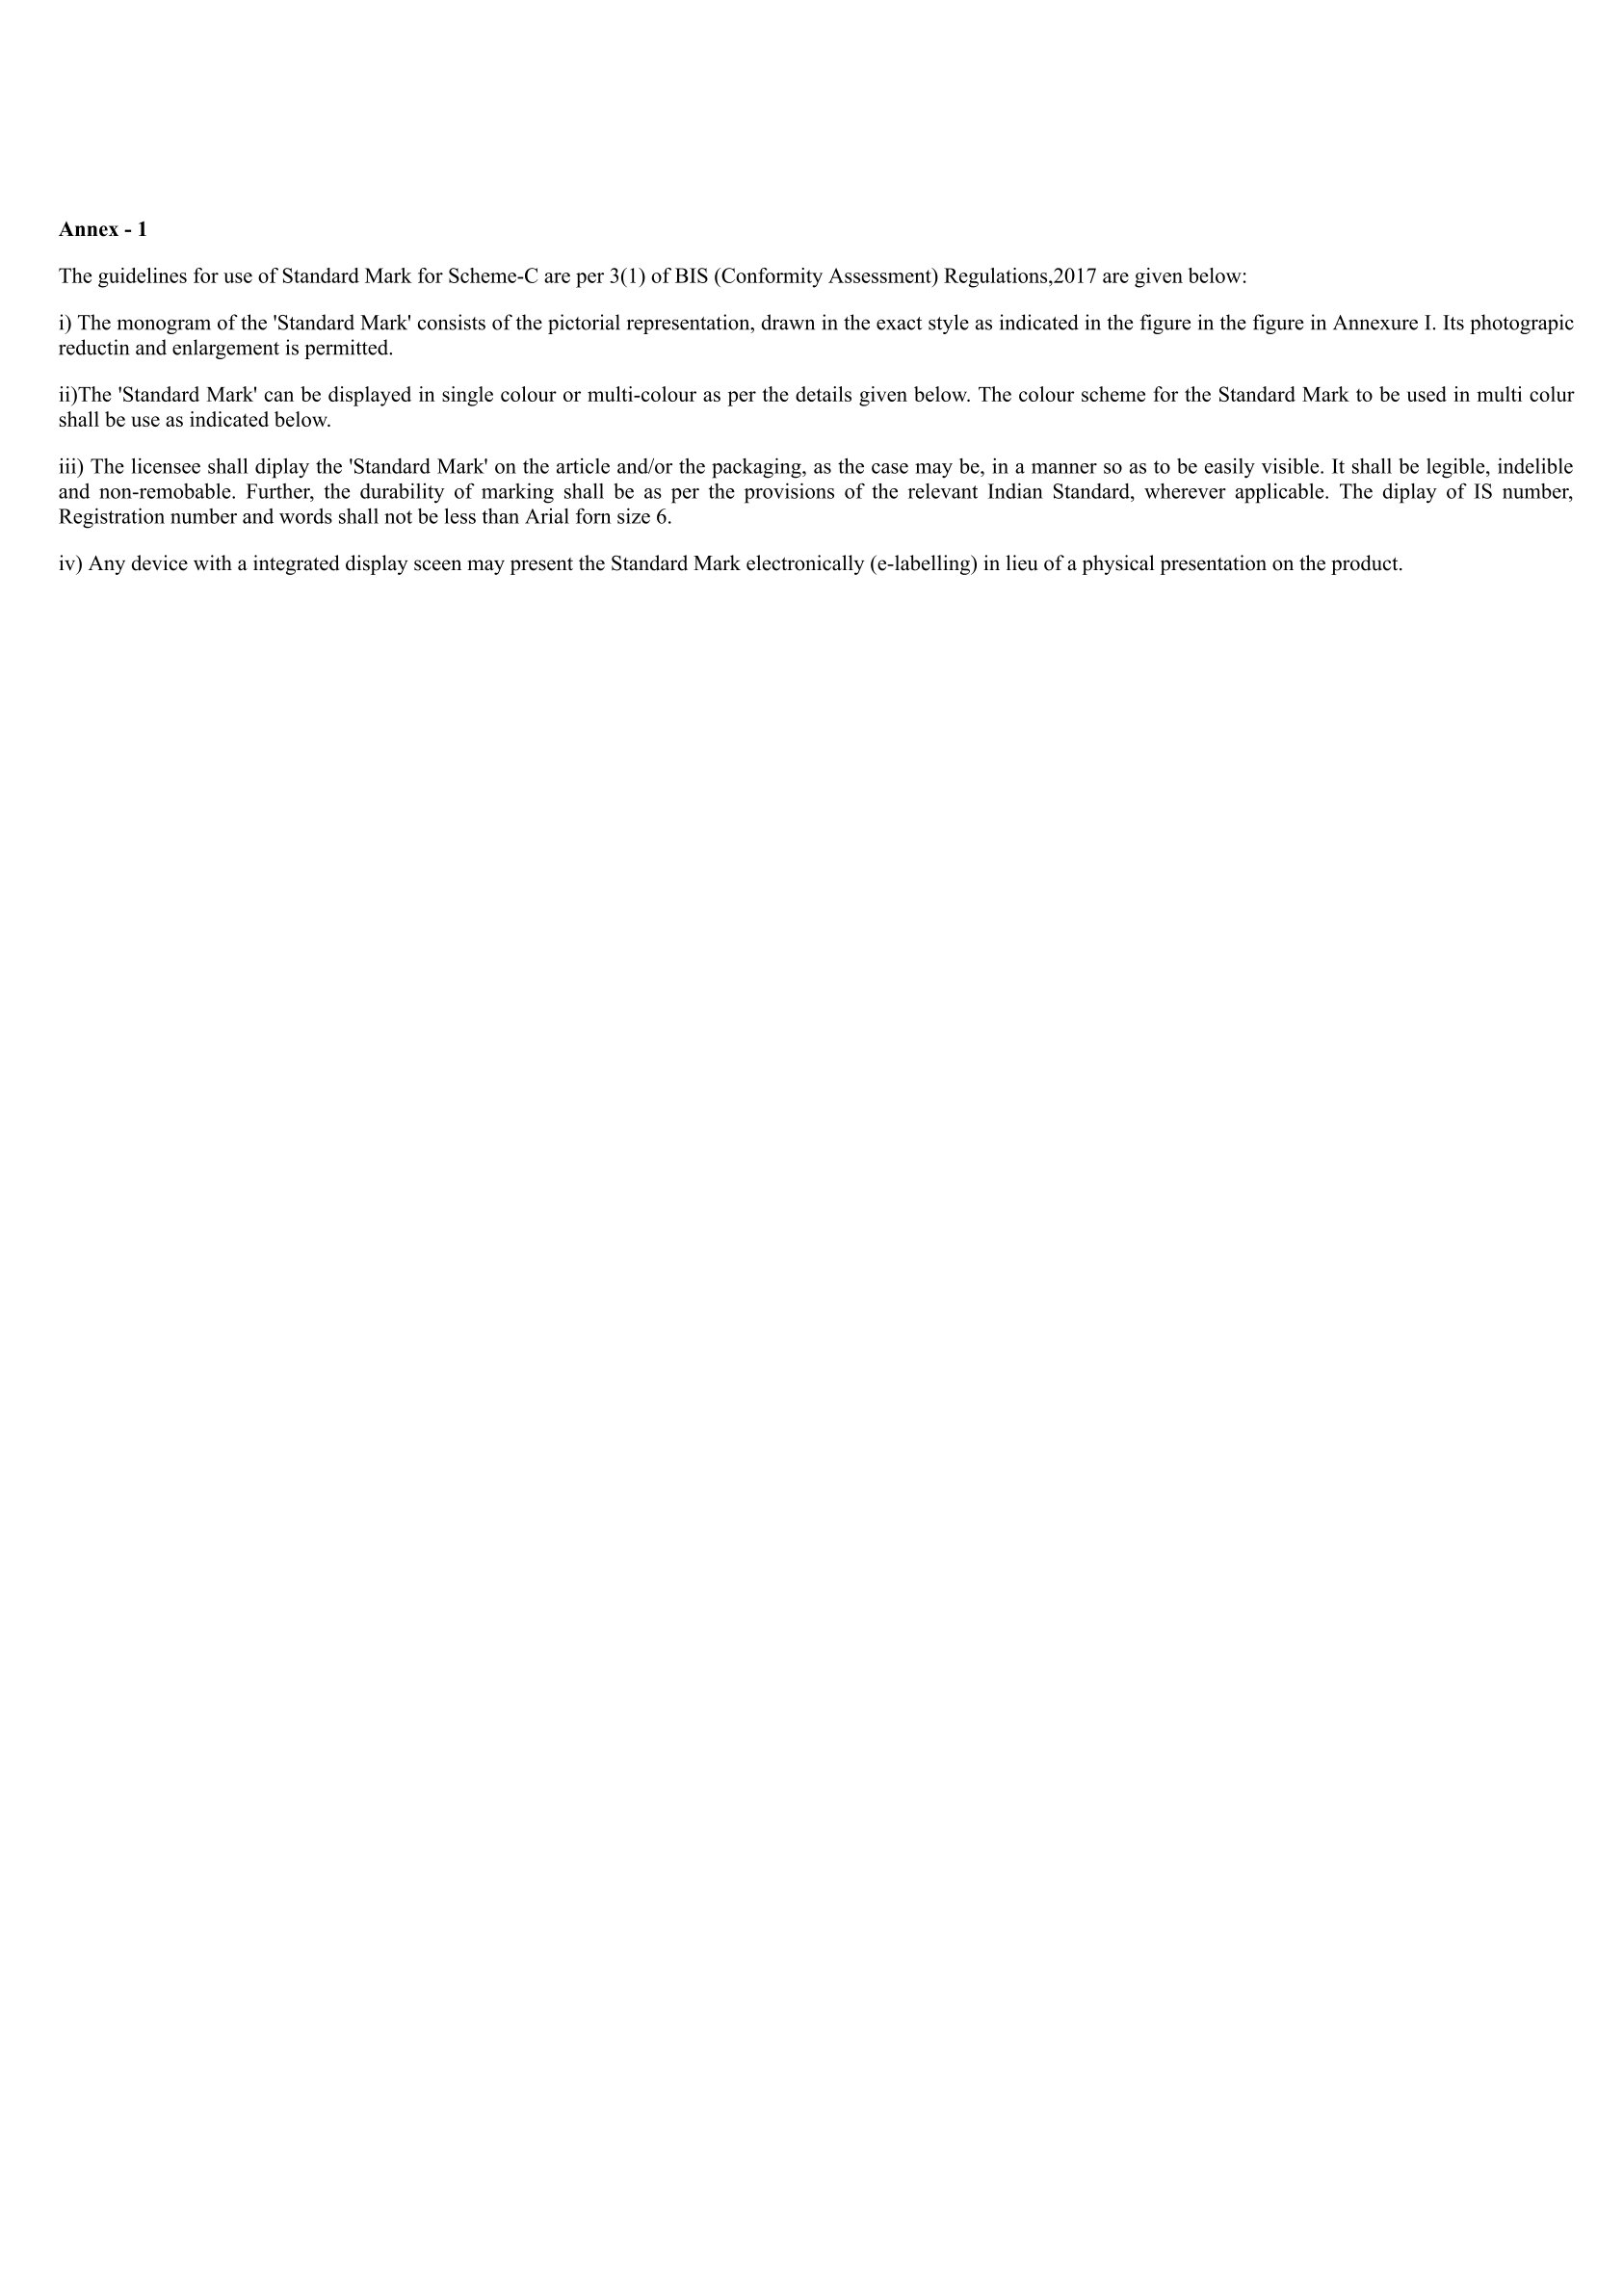 Annex - 1
The guidelines for use of Standard Mark for Scheme-C are per 3(1) of BIS (Conformity Assessment) Regulations,2017 are given below:
i) The monogram of the 'Standard Mark' consists of the pictorial representation, drawn in the exact style as indicated in the figure in the figure in Annexure I. Its photograpic
reductin and enlargement is permitted.
ii)The 'Standard Mark' can be displayed in single colour or multi-colour as per the details given below. The colour scheme for the Standard Mark to be used in multi colur
shall be use as indicated below.
iii) The licensee shall diplay the 'Standard Mark' on the article and/or the packaging, as the case may be, in a manner so as to be easily visible. It shall be legible, indelible
and non-remobable. Further, the durability of marking shall be as per the provisions of the relevant Indian Standard, wherever applicable. The diplay of IS number,
Registration number and words shall not be less than Arial forn size 6.
iv) Any device with a integrated display sceen may present the Standard Mark electronically (e-labelling) in lieu of a physical presentation on the product.